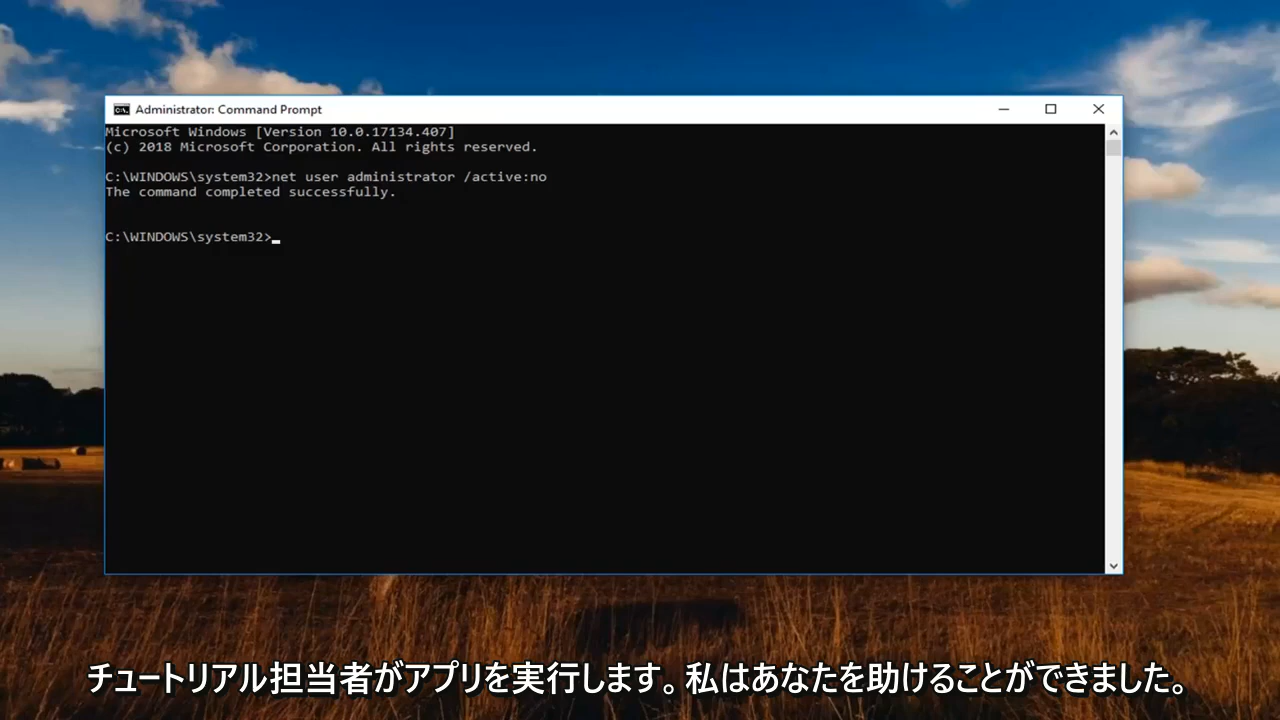 Administrator: Command Prompt
Microsoft Windows [Version 10.0.17134.407]
(c) 2018 Microsoft Corporation. All rights reserved.
C:\WINDOWS\system32>net user administrator /active:no
The command completed successfully.
C:\WINDOWS\system32>
チュートリアル担当者がアプリを実行します。私はあなたを助けることができました。